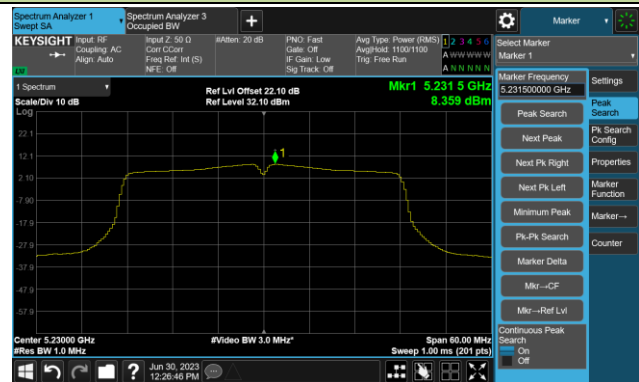 Spectrum Analyzer 1
Swept SA
Spectrum Analyzer 3
Occupied BW
KEYSIGHT
Input: RF
Coupling: AC
Align: Auto
Input Z: 50 Ω
Corr CCorr
Freq Ref: Int (S)
NFE: Off
#Atten: 20 dB
PNO: Fast
Gate: Off
IF Gain: Low
Sig Track: Off
Avg Type: Power (RMS)
Avg|Hold: 1100/1100
Trig: Free Run
1 2 3 4 5 6
A W W W W W
A N N N N N
1 Spectrum
Scale/Div 10 dB
Log
Ref Lvl Offset 22.10 dB
Ref Level 32.10 dBm
Mkr1 5.231 5 GHz
8.359 dBm
22.1
12.1
2.10
-7.90
-17.9
-27.9
-37.9
-47.9
-57.9
1
Center 5.23000 GHz
#Res BW 1.0 MHz
#Video BW 3.0 MHz*
Span 60.00 MHz
Sweep 1.00 ms (201 pts)
Jun 30, 2023
12:26:46 PM
Marker
Select Marker
Marker 1
Marker Frequency
5.231500000 GHz
Peak Search
Next Peak
Next Pk Right
Next Pk Left
Minimum Peak
Pk-Pk Search
Marker Delta
Mkr→CF
Mkr→Ref Lvl
Continuous Peak
Search
On
Off
Settings
Peak
Search
Pk Search
Config
Properties
Marker
Function
Marker→
Counter